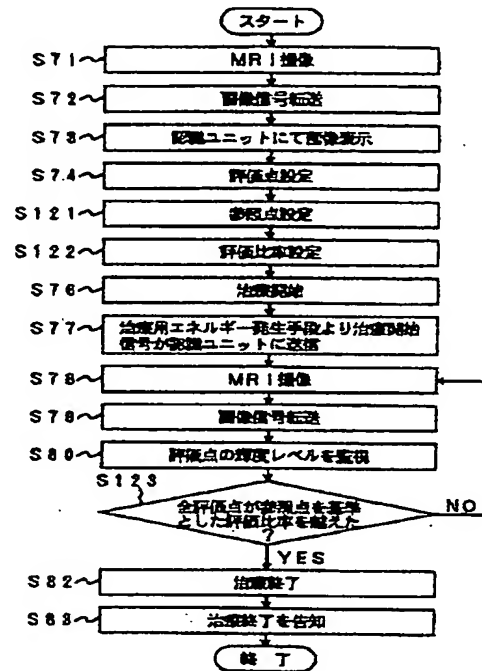 スタート
S71
MRI撮像
S72
画像信号転送
S73
認識ユニットにて画像表示
S74
評価点設定
S121
参照点設定
S122
評価比率設定
S76
治療開始
S77
治療用エネルギー発生手段より治療開始
信号が認識ユニットに送信
S78
MRI撮像
S79
画像信号転送
S80
評価点の輝度レベルを監視
S123
全評価点が参照点を基準
とした評価比率を越えた
?
NO
YES
S82
治療終了
S83
治療終了を告知
終了